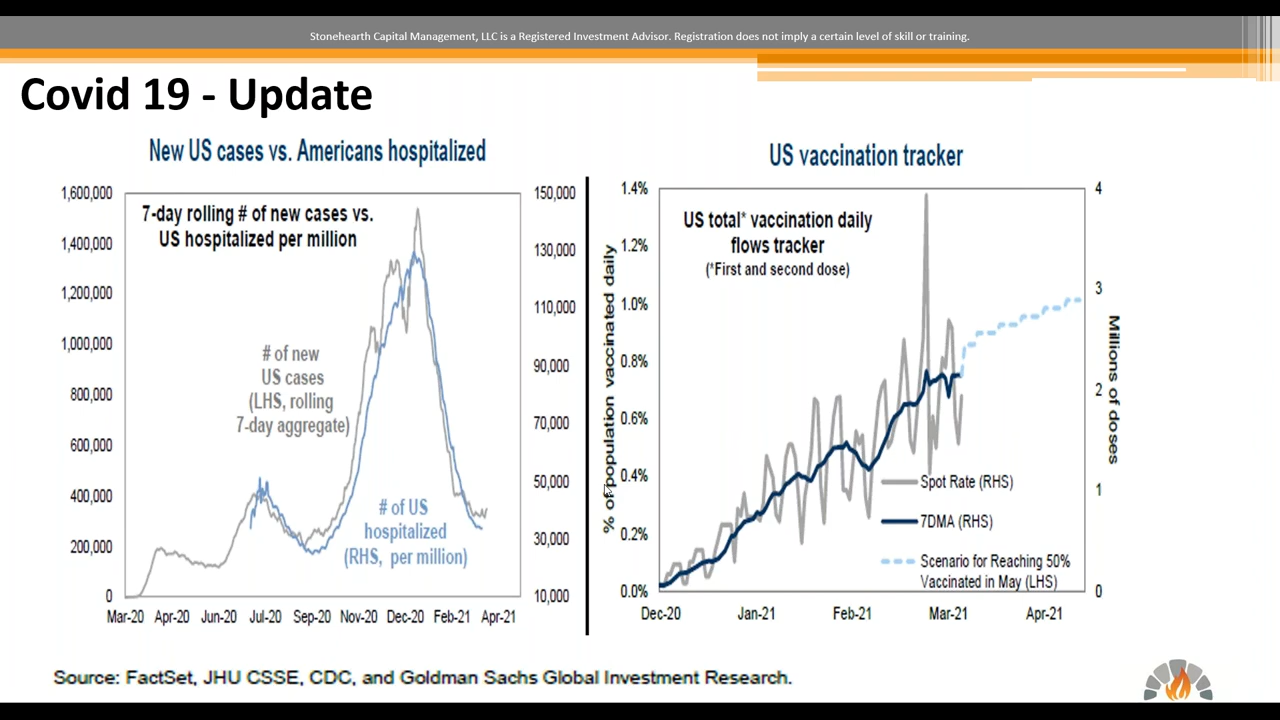 Stonehearth Capital Management, LLC is a Registered Investment Advisor. Registration does not imply a certain level of skill or training.
Covid 19 - Update
New US cases vs. Americans hospitalized
1,600,000
1,400,000
1,200,000
1,000,000
800,000
600,000
400,000
200,000
0
7-day rolling # of new cases vs.
US hospitalized per million
# of new
US cases
(LHS, rolling
7-day aggregate)
# of US
hospitalized
(RHS, per million)
150,000
130,000
110,000
90,000
70,000
50,000
30,000
10,000
Mar-20 Apr-20 Jun-20 Jul-20 Sep-20 Nov-20 Dec-20 Feb-21 Apr-21
US vaccination tracker
% of population vaccinated daily
1.4%
1.2%
1.0%
0.8%
0.6%
0.4%
0.2%
0.0%
US total* vaccination daily
flows tracker
(*First and second dose)
Spot Rate (RHS)
7DMA (RHS)
Scenario for Reaching 50%
Vaccinated in May (LHS)
4
3
2
1
0
Millions of doses
Dec-20 Jan-21 Feb-21 Mar-21 Apr-21
Source: FactSet, JHU CSSE, CDC, and Goldman Sachs Global Investment Research.